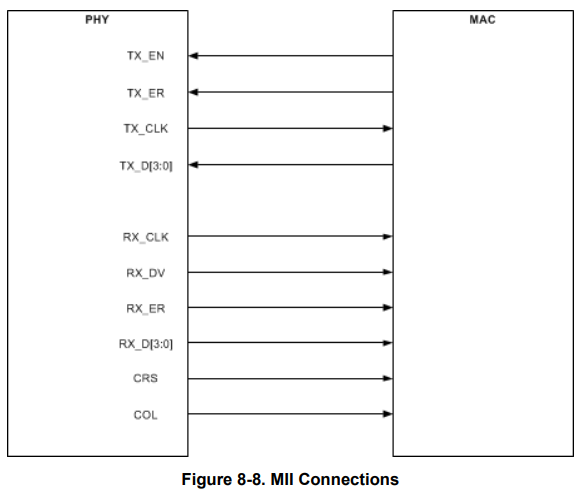 PHY
MAC
TX_EN
TX_ER
TX_CLK
TX_D[3:0]
RX_CLK
RX_DV
RX_ER
RX_D[3:0]
CRS
COL
Figure 8-8. MII Connections